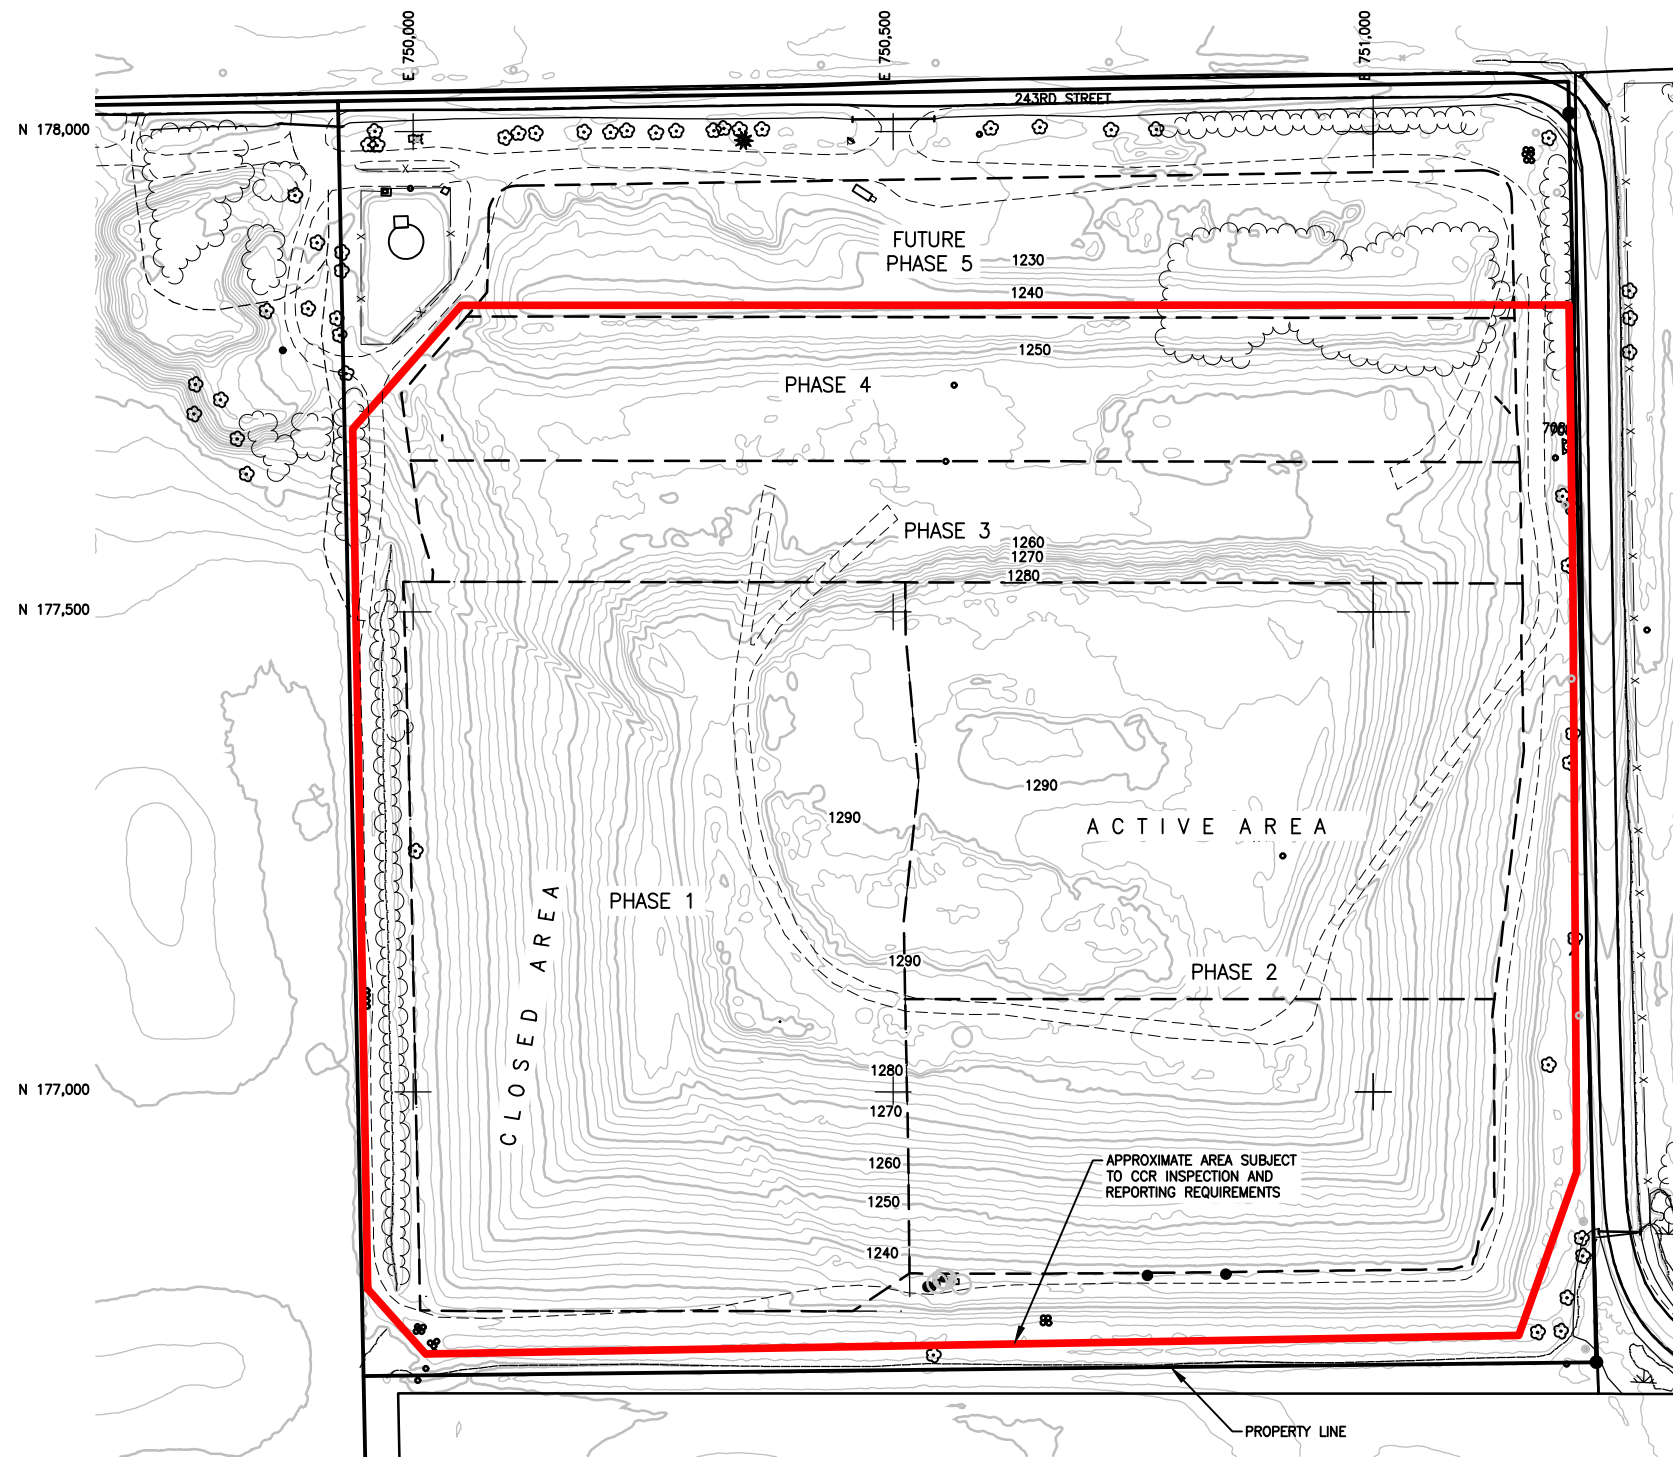 E 750,000
E 750,500
E 751,000
243RD STREET
N 178,000
FUTURE
PHASE 5
1230
1240
1250
PHASE 4
PHASE 3
1260
1270
1280
N 177,500
1290
1290
ACTIVE AREA
PHASE 1
CLOSED AREA
1290
PHASE 2
1280
N 177,000
1270
1260
APPROXIMATE AREA SUBJECT
TO CCR INSPECTION AND
REPORTING REQUIREMENTS
1250
1240
PROPERTY LINE